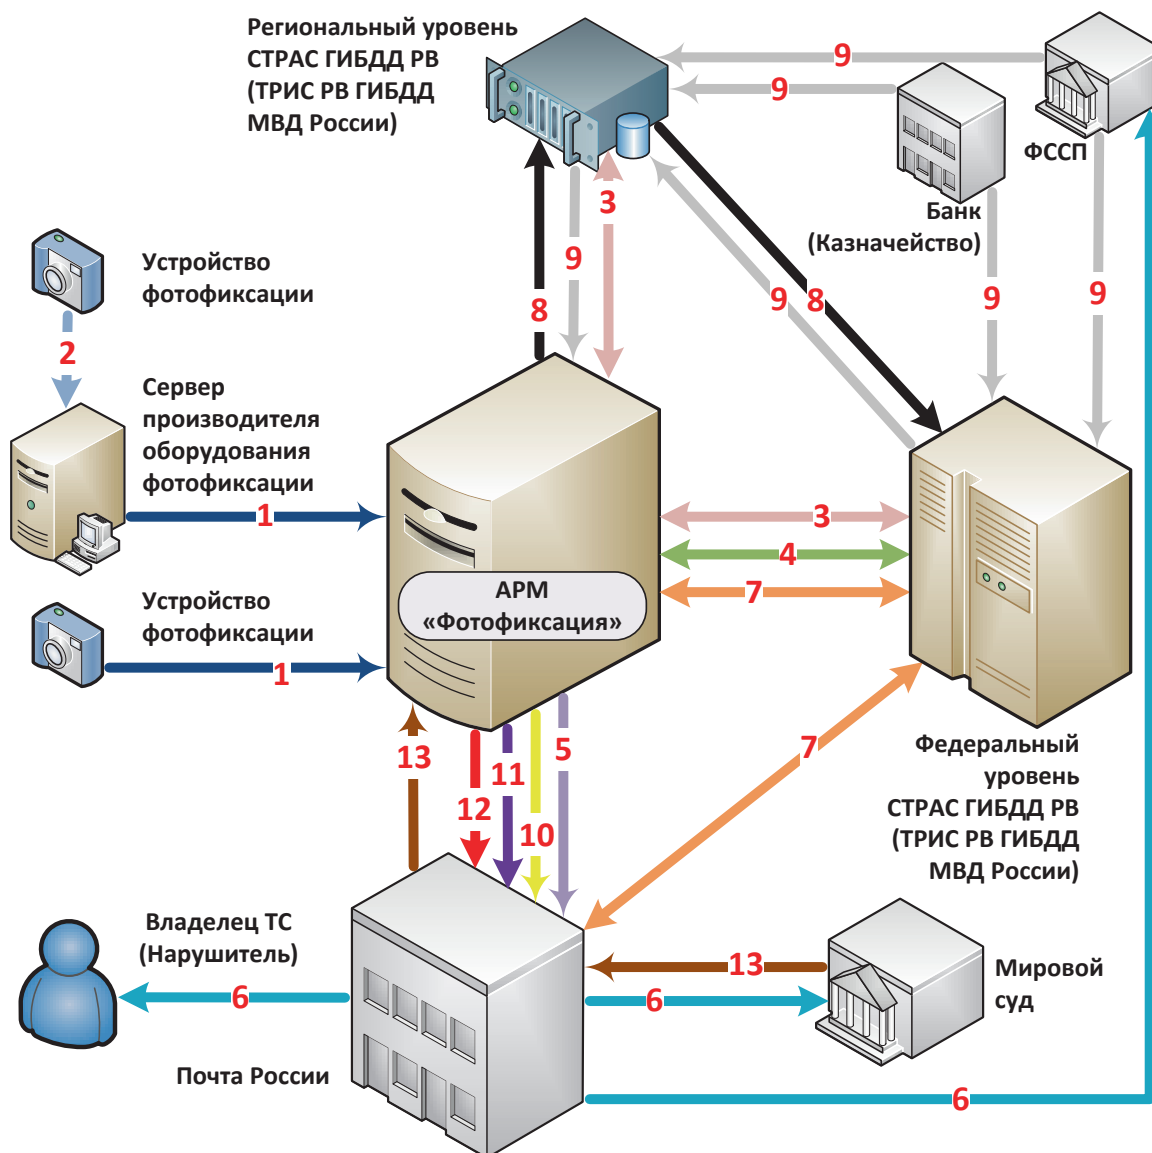 Региональный уровень
СТРАС ГИБДД РВ
(ТРИС РВ ГИБДД
МВД России)
9
9
ФССП
Банк
(Казначейство)
3
9
8
9
8
9
9
Устройство
фотофиксации
2
Сервер
производителя
оборудования
фотофиксации
1
3
4
7
АРМ
«Фотофиксация»
Устройство
фотофиксации
1
13
12
11
10
5
7
Федеральный
уровень
СТРАС ГИБДД РВ
(ТРИС РВ ГИБДД
МВД России)
Владелец ТС
(Нарушитель)
6
13
6
Мировой
суд
Почта России
6